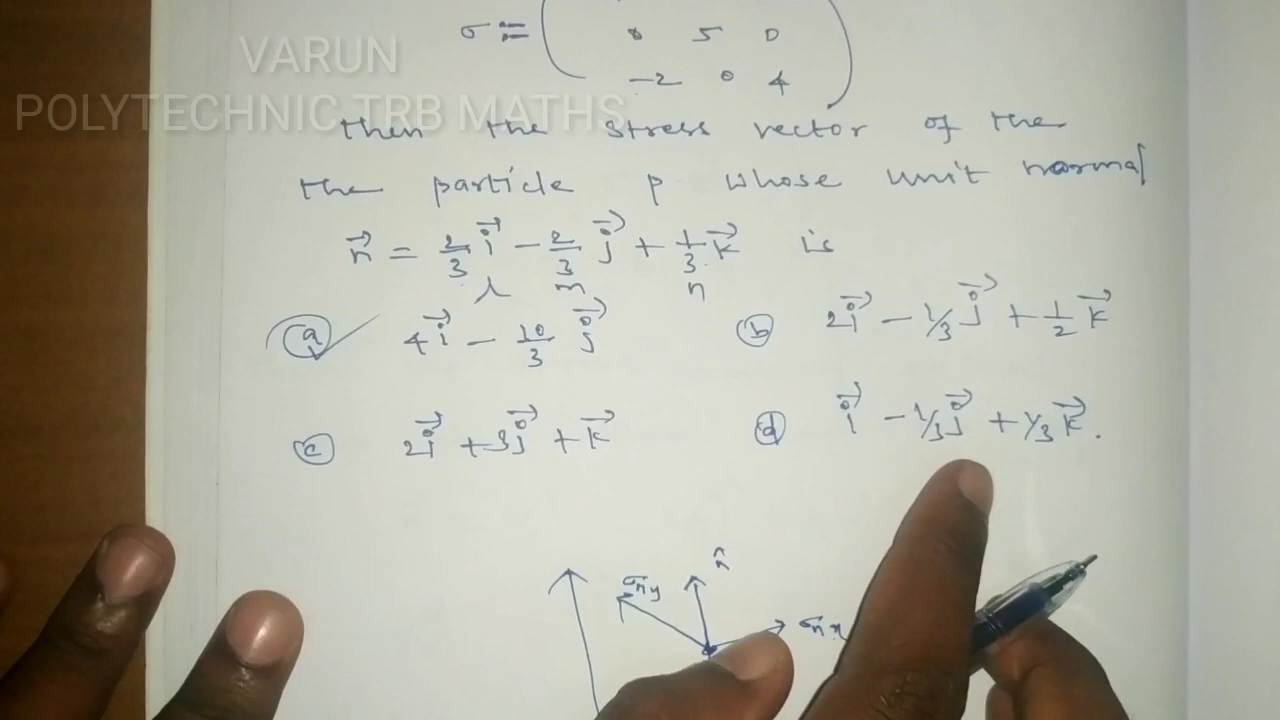 VARUN
POLYTECHNIC TRB MATHS
σ = ( 0 5 0
-2 0 4 )
then the stress vector of the
the particle p whose unit normal
n⃗ = 2/3 i⃗ - 2/3 j⃗ + 1/3 k⃗ is
l m n
(a) 4i⃗ - 10/3 j⃗ (b) 2i⃗ - 1/3 j⃗ + 1/2 k⃗
(c) 2i⃗ + 3j⃗ + k⃗ (d) i⃗ - 1/3 j⃗ + 1/3 k⃗.
n̂
σny
σnx